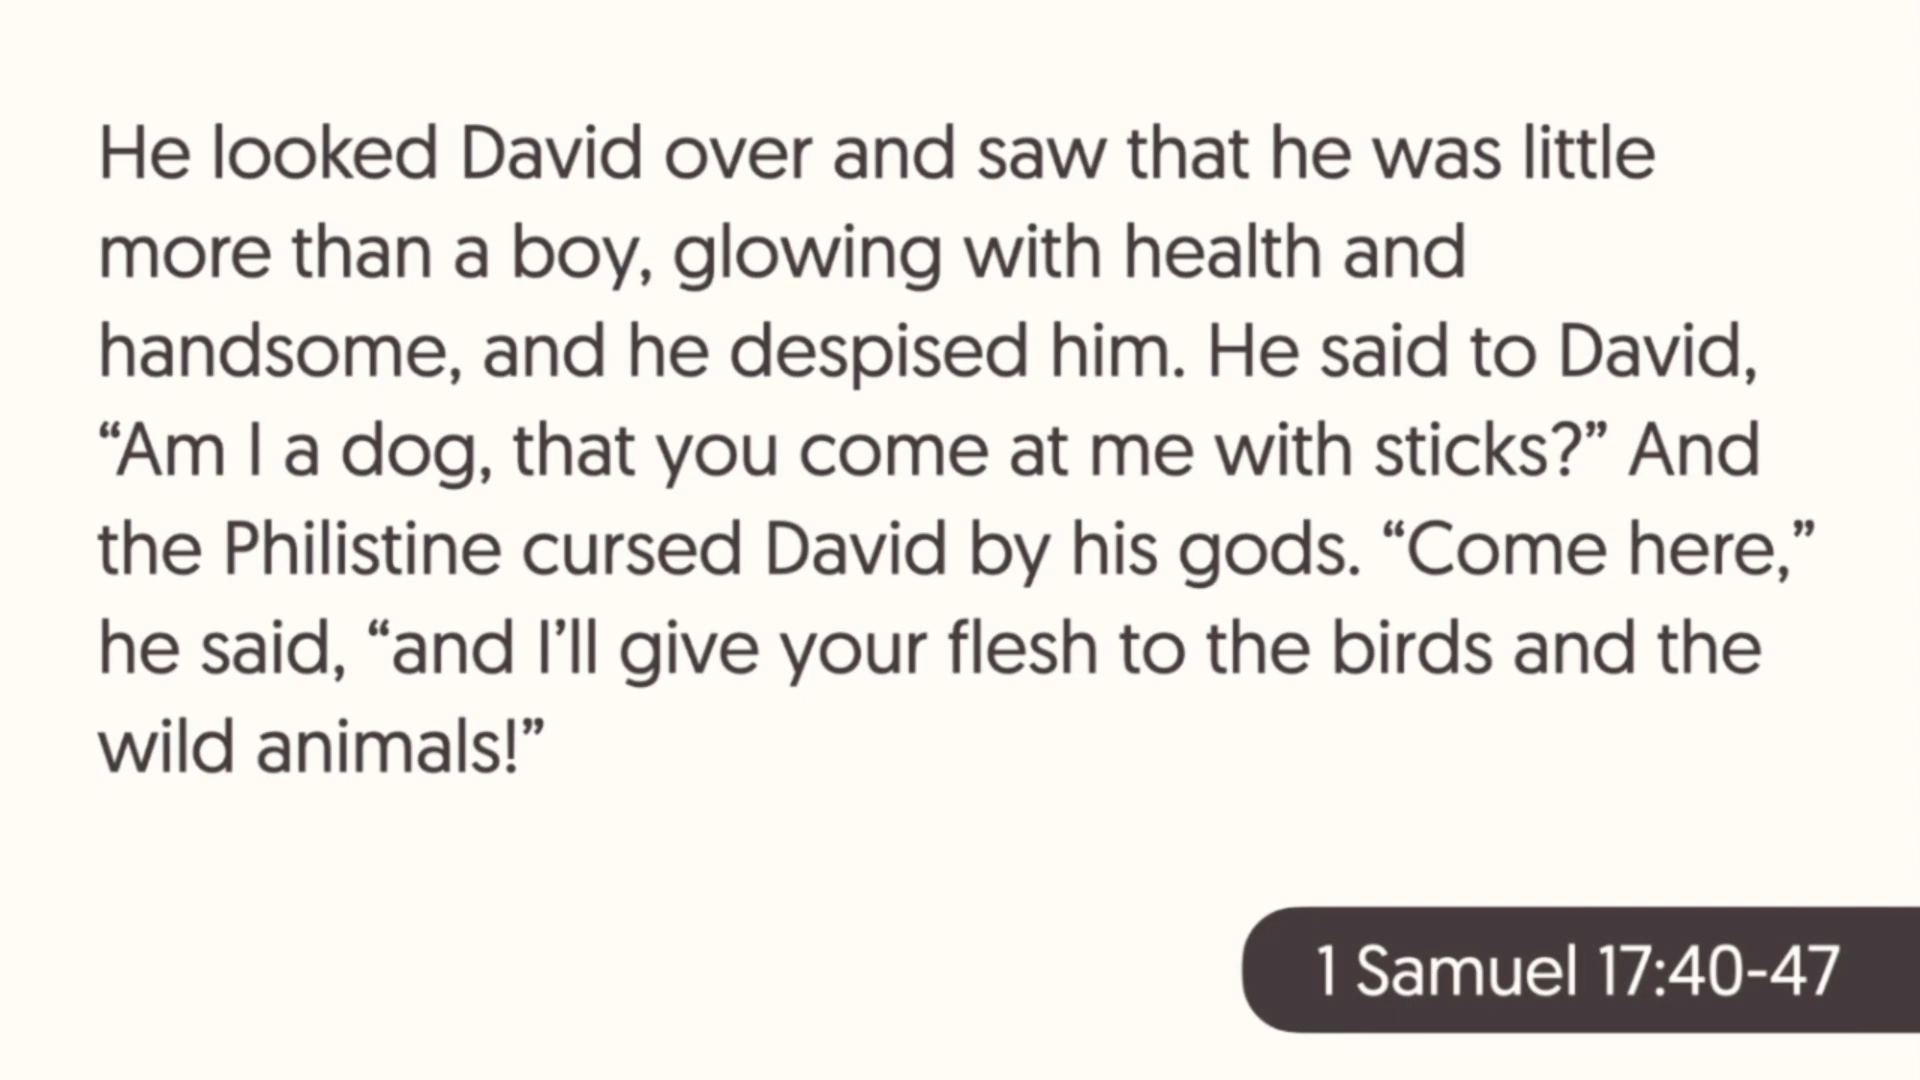 He looked David over and saw that he was little
more than a boy, glowing with health and
handsome, and he despised him. He said to David,
“Am I a dog, that you come at me with sticks?” And
the Philistine cursed David by his gods. “Come here,”
he said, “and I’ll give your flesh to the birds and the
wild animals!”
1 Samuel 17:40-47